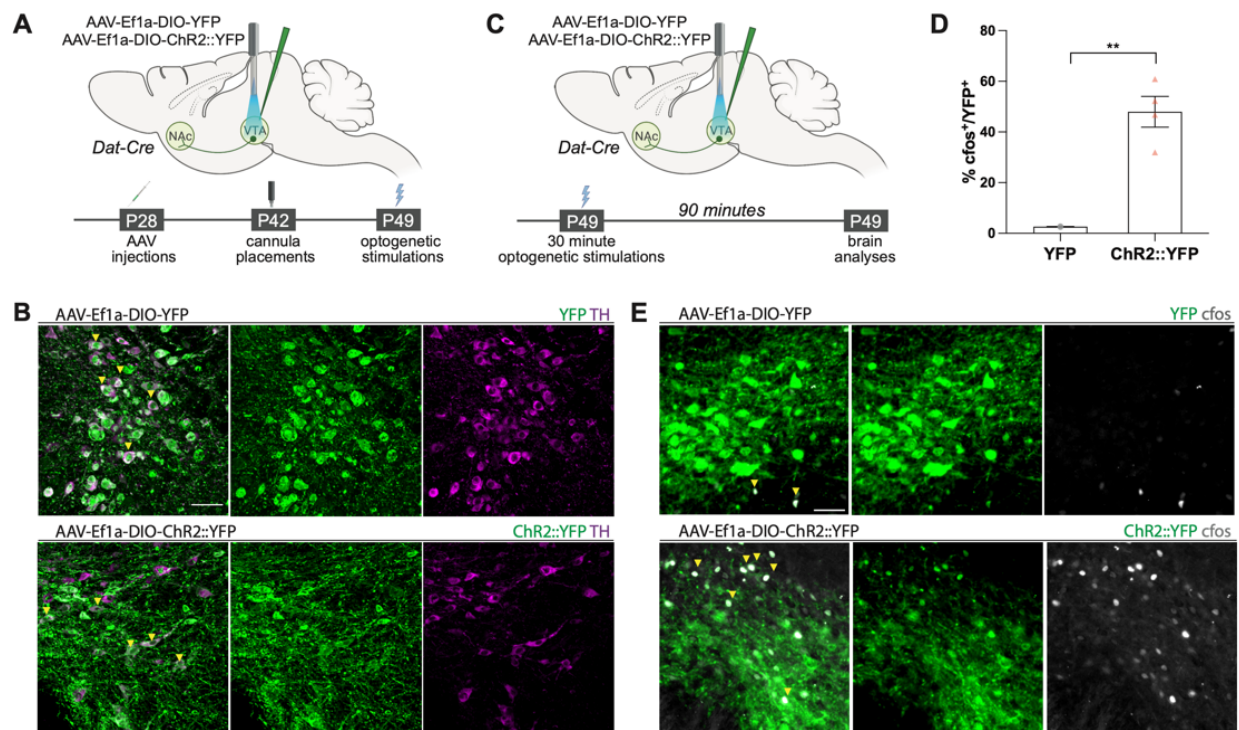 A
AAV-Ef1a-DIO-YFP
AAV-Ef1a-DIO-ChR2::YFP
NAc
VTA
Dat-Cre
P28
P42
P49
AAV
injections
cannula
placements
optogenetic
stimulations
C
AAV-Ef1a-DIO-YFP
AAV-Ef1a-DIO-ChR2::YFP
NAc
VTA
Dat-Cre
P49
90 minutes
P49
30 minute
optogenetic stimulations
brain
analyses
D
% cfos⁺/YFP⁺
80
60
40
20
0
**
YFP
ChR2::YFP
B
AAV-Ef1a-DIO-YFP
YFP TH
AAV-Ef1a-DIO-ChR2::YFP
ChR2::YFP TH
E
AAV-Ef1a-DIO-YFP
YFP cfos
AAV-Ef1a-DIO-ChR2::YFP
ChR2::YFP cfos